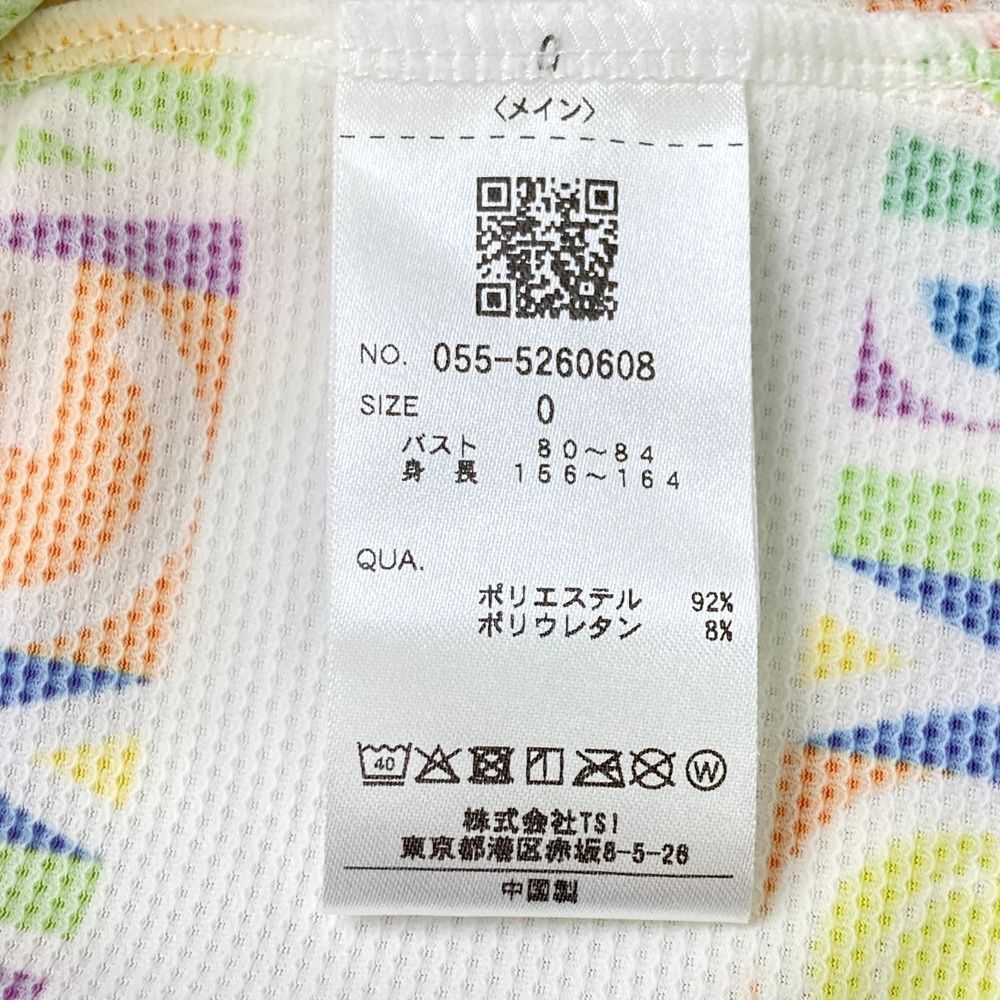 0
〈メイン〉
NO. 055-5260608
SIZE 0
バスト 80～84
身長 156～164
QUA.
ポリエステル 92%
ポリウレタン 8%
40 W
株式会社TSI
東京都港区赤坂8-5-26
中国製